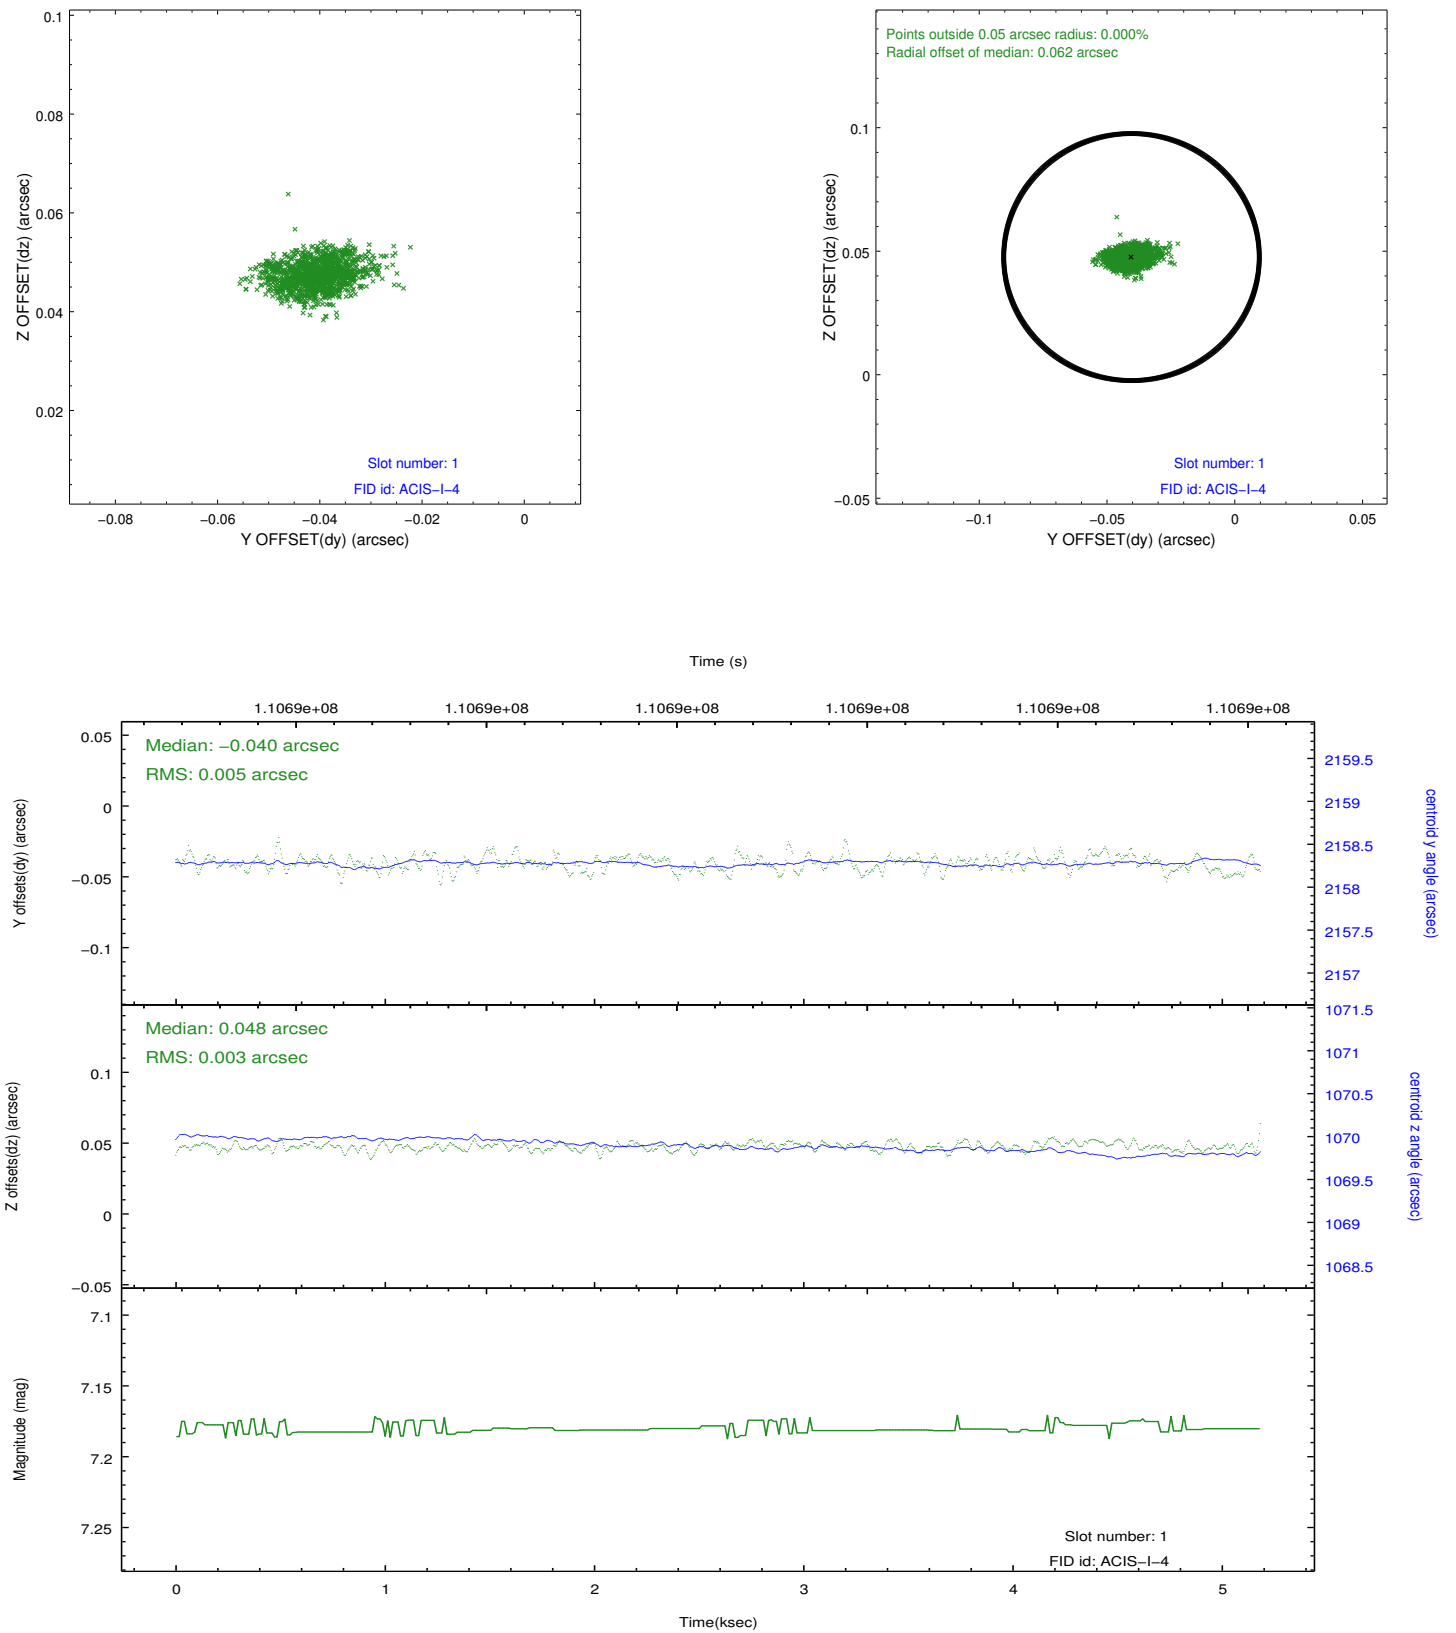 0.1
0.08
0.06
0.04
0.02
Z OFFSET(dz) (arcsec)
Slot number: 1
FID id: ACIS−I−4
−0.08
−0.06
−0.04
−0.02
0
Y OFFSET(dy) (arcsec)
Points outside 0.05 arcsec radius: 0.000%
Radial offset of median: 0.062 arcsec
0.1
0.05
0
−0.05
Z OFFSET(dz) (arcsec)
Slot number: 1
FID id: ACIS−I−4
−0.1
−0.05
0
0.05
Y OFFSET(dy) (arcsec)
Time (s)
1.1069e+08
1.1069e+08
1.1069e+08
1.1069e+08
1.1069e+08
1.1069e+08
Median: −0.040 arcsec
RMS: 0.005 arcsec
0.05
0
−0.05
−0.1
Y offsets(dy) (arcsec)
2159.5
2159
2158.5
2158
2157.5
2157
centroid y angle (arcsec)
Median: 0.048 arcsec
RMS: 0.003 arcsec
0.1
0.05
0
−0.05
Z offsets(dz) (arcsec)
1071.5
1071
1070.5
1070
1069.5
1069
1068.5
centroid z angle (arcsec)
7.1
7.15
7.2
7.25
Magnitude (mag)
Slot number: 1
FID id: ACIS−I−4
0
1
2
3
4
5
Time(ksec)